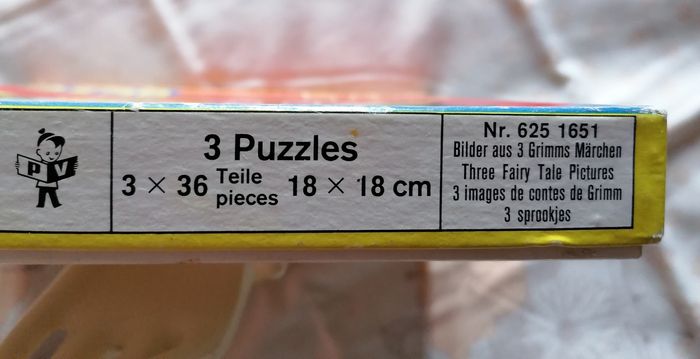 P V
3 Puzzles
3 × 36 Teile pieces 18 × 18 cm
Nr. 625 1651
Bilder aus 3 Grimms Märchen
Three Fairy Tale Pictures
3 images de contes de Grimm
3 sprookjes